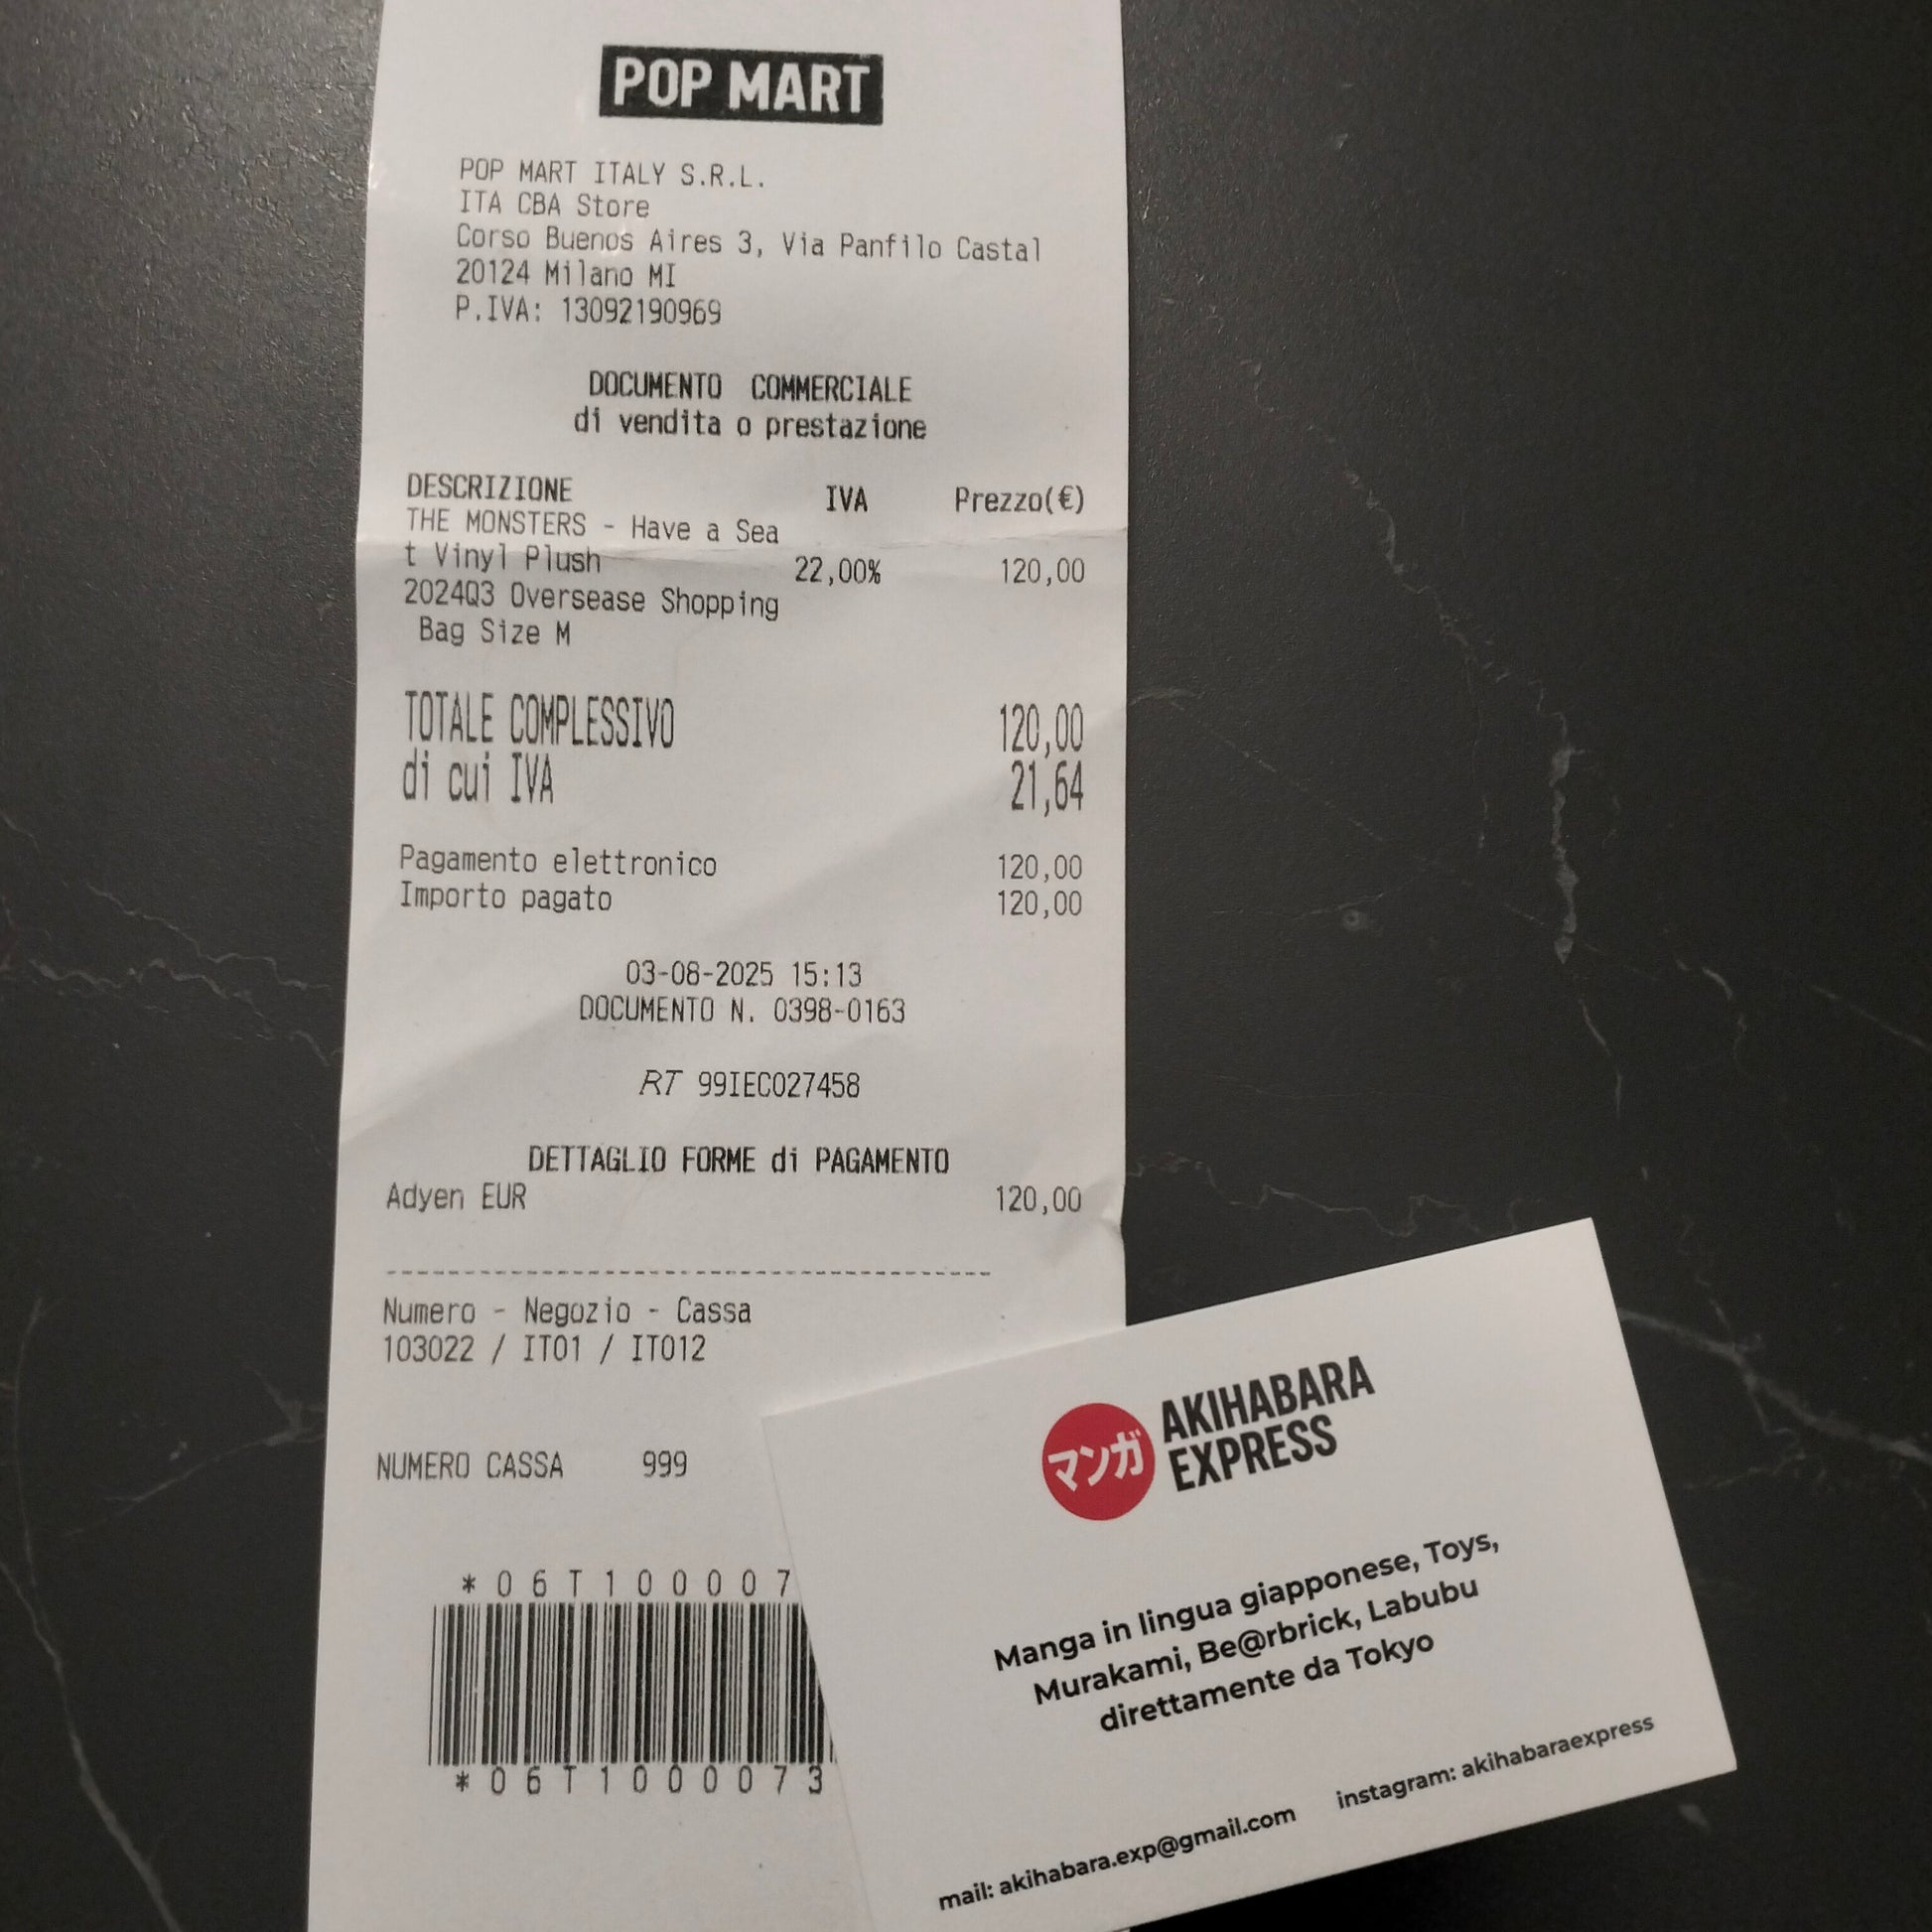 POP MART
POP MART ITALY S.R.L.
ITA CBA Store
Corso Buenos Aires 3, Via Panfilo Castal
20124 Milano MI
P.IVA: 13092190969
DOCUMENTO COMMERCIALE
di vendita o prestazione
DESCRIZIONE IVA Prezzo(€)
THE MONSTERS - Have a Sea
t Vinyl Plush 22,00% 120,00
2024Q3 Oversease Shopping
Bag Size M
TOTALE COMPLESSIVO 120,00
di cui IVA 21,64
Pagamento elettronico 120,00
Importo pagato 120,00
03-08-2025 15:13
DOCUMENTO N. 0398-0163
RT 99IEC027458
DETTAGLIO FORME di PAGAMENTO
Adyen EUR 120,00
Numero - Negozio - Cassa
103022 / IT01 / IT012
NUMERO CASSA 999
*06T100007
*06T1000073
マンガ
AKIHABARA
EXPRESS
Manga in lingua giapponese, Toys,
Murakami, Be@rbrick, Labubu
direttamente da Tokyo
mail: akihabara.exp@gmail.com instagram: akihabaraexpress